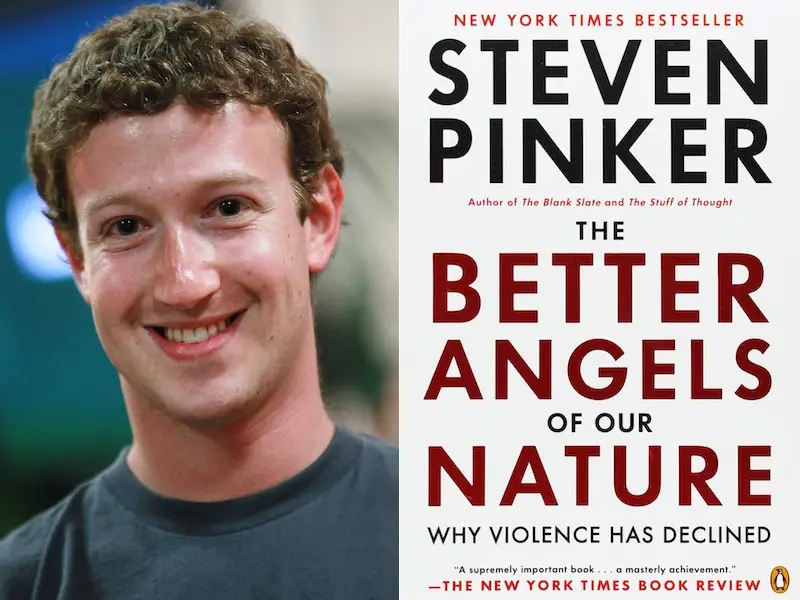 NEW YORK TIMES BESTSELLER
STEVEN
PINKER
Author of The Blank Slate and The Stuff of Thought
THE
BETTER
ANGELS
OF OUR
NATURE
WHY VIOLENCE HAS DECLINED
"A supremely important book . . . a masterly achievement."
—THE NEW YORK TIMES BOOK REVIEW